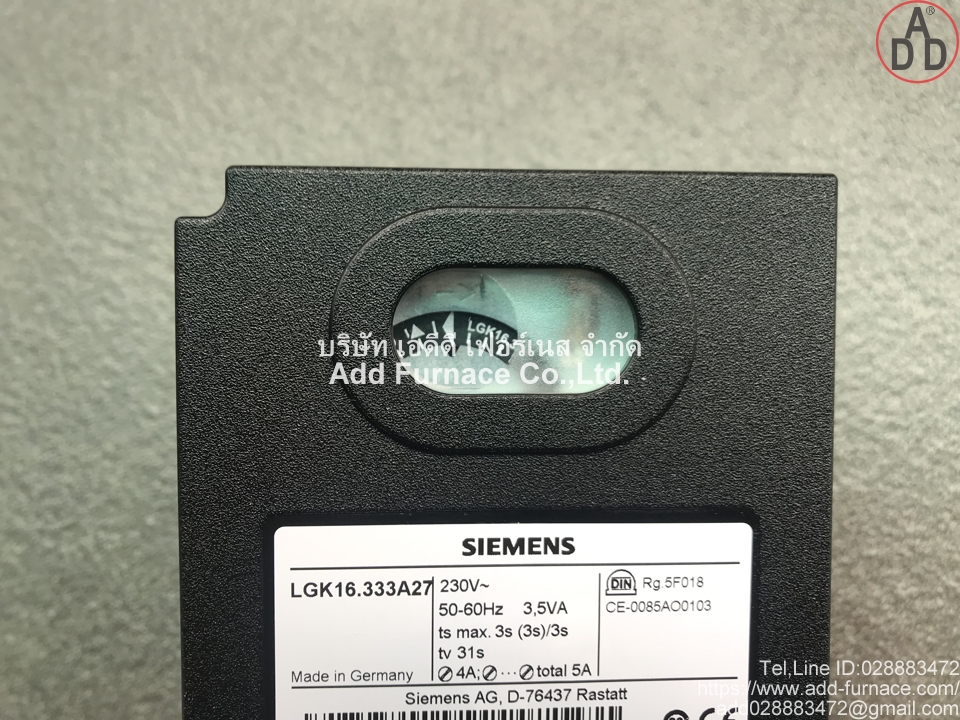 ADD®
LGK16
บริษัท เอดีดี เฟอร์เนส จำกัด
Add Furnace Co.,Ltd.
SIEMENS
LGK16.333A27
230V~
50-60Hz 3,5VA
ts max. 3s (3s)/3s
tv 31s
⊘ 4A; ⊘ ··· ⊘ total 5A
DIN Rg.5F018
CE-0085AO0103
Made in Germany
Siemens AG, D-76437 Rastatt
Tel,Line ID:028883472
https://www.add-furnace.com/
add028883472@gmail.com